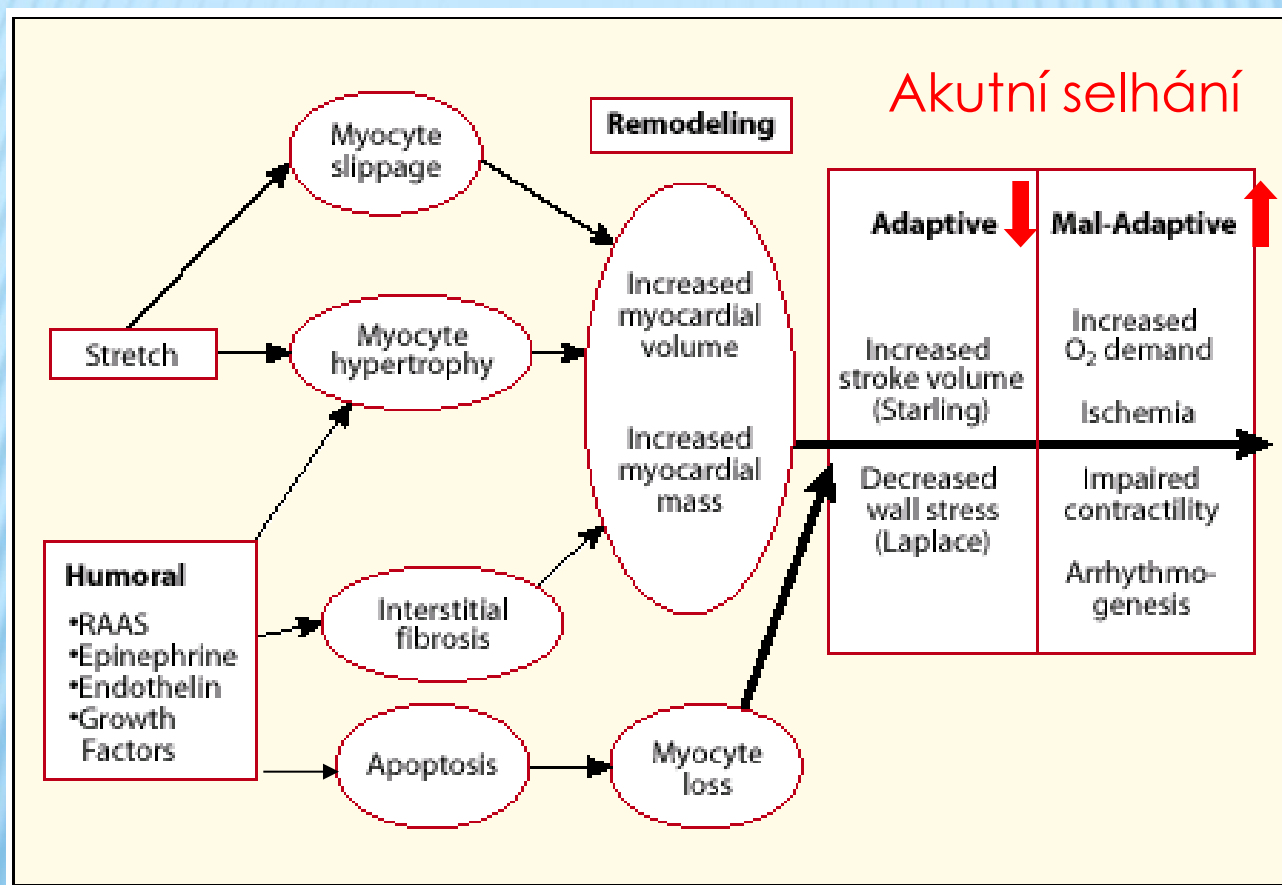 Akutní selhání
Remodeling
Myocyte
slippage
Adaptive
Mal-Adaptive
Stretch
Myocyte
hypertrophy
Increased
myocardial
volume
Increased
myocardial
mass
Increased
stroke volume
(Starling)
Decreased
wall stress
(Laplace)
Increased
O₂ demand
Ischemia
Impaired
contractility
Arrhythmo-
genesis
Humoral
•RAAS
•Epinephrine
•Endothelin
•Growth
Factors
Interstitial
fibrosis
Apoptosis
Myocyte
loss